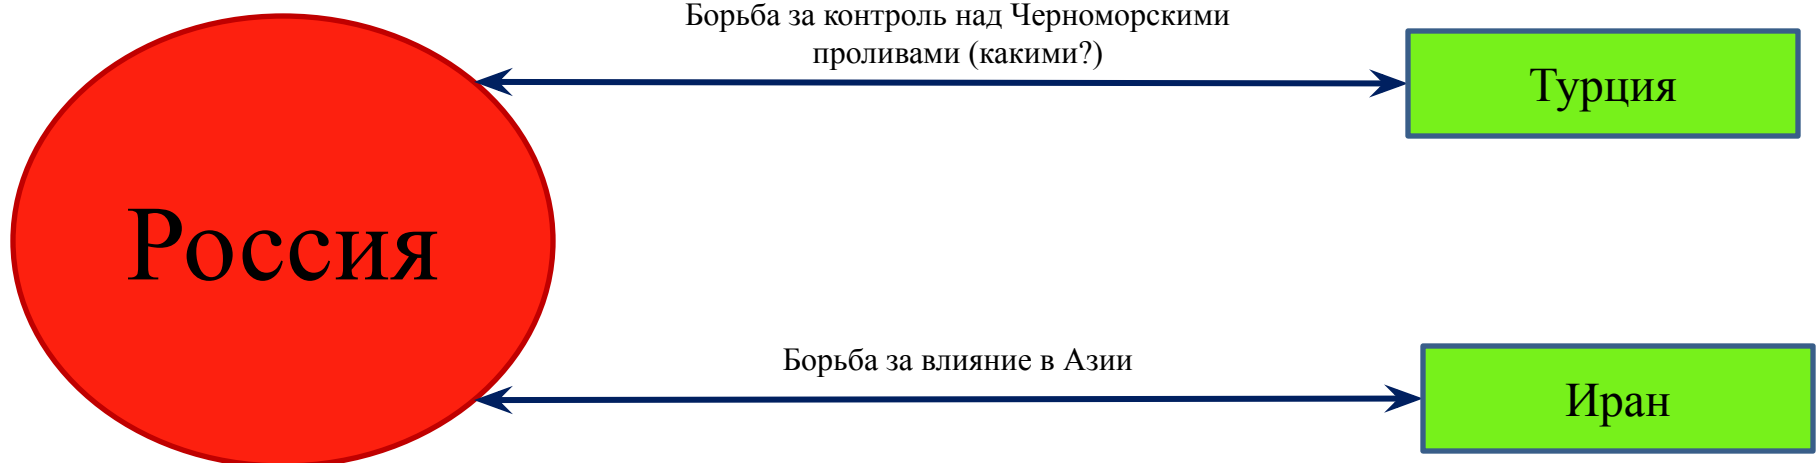 Борьба за контроль над Черноморскими
проливами (какими?)
Турция
Россия
Борьба за влияние в Азии
Иран